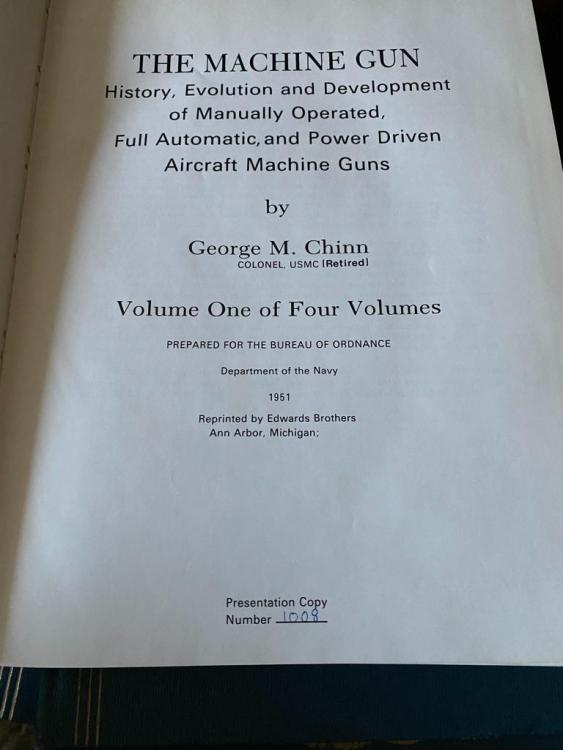 THE MACHINE GUN
History, Evolution and Development
of Manually Operated,
Full Automatic, and Power Driven
Aircraft Machine Guns
by
George M. Chinn
COLONEL, USMC [Retired]
Volume One of Four Volumes
PREPARED FOR THE BUREAU OF ORDNANCE
Department of the Navy
1951
Reprinted by Edwards Brothers
Ann Arbor, Michigan;
Presentation Copy
Number 1008